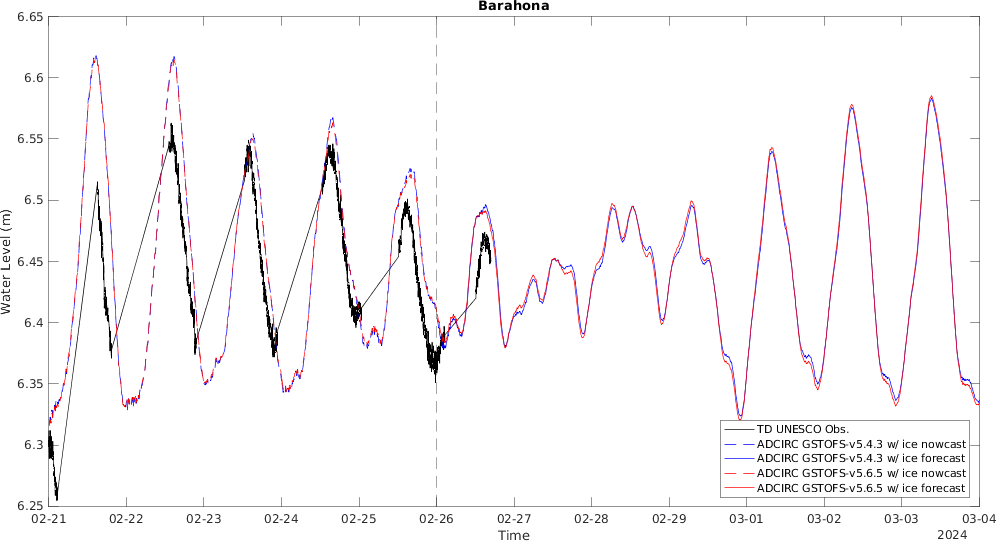 Barahona
6.65
6.6
6.55
6.5
6.45
6.4
6.35
6.3
6.25
Water Level (m)
02-21 02-22 02-23 02-24 02-25 02-26 02-27 02-28 02-29 03-01 03-02 03-03 03-04
Time
2024
TD UNESCO Obs.
ADCIRC GSTOFS-v5.4.3 w/ ice nowcast
ADCIRC GSTOFS-v5.4.3 w/ ice forecast
ADCIRC GSTOFS-v5.6.5 w/ ice nowcast
ADCIRC GSTOFS-v5.6.5 w/ ice forecast